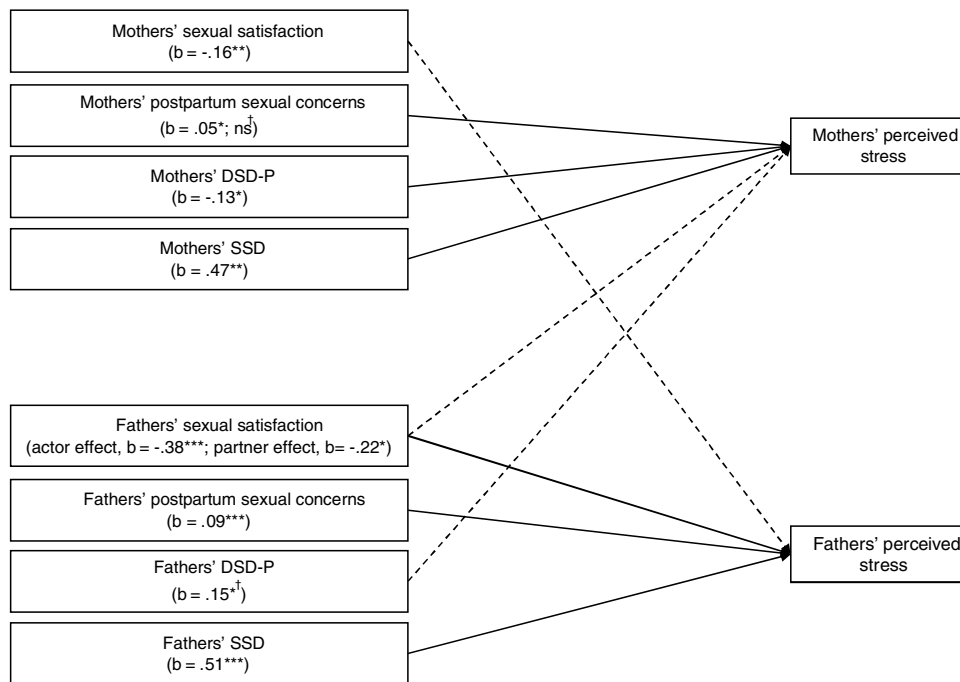 Mothers’ sexual satisfaction
(b = -.16**)
Mothers’ postpartum sexual concerns
(b = .05*; ns†)
Mothers’ DSD-P
(b = -.13*)
Mothers’ SSD
(b = .47**)
Mothers’ perceived
stress
Fathers’ sexual satisfaction
(actor effect, b = -.38***; partner effect, b= -.22*)
Fathers’ postpartum sexual concerns
(b = .09***)
Fathers’ DSD-P
(b = .15*†)
Fathers’ SSD
(b = .51***)
Fathers’ perceived
stress